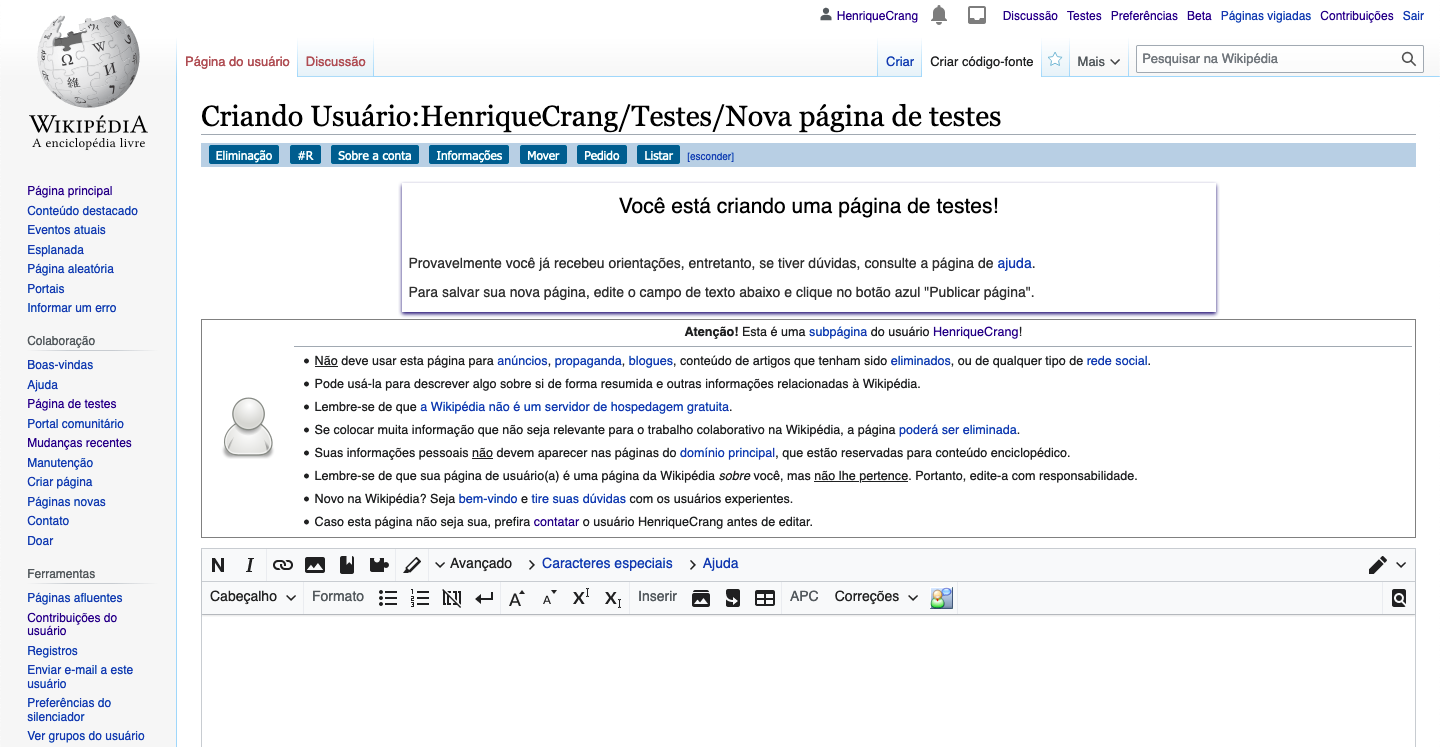 HenriqueCrang Discussão Testes Preferências Beta Páginas vigiadas Contribuições Sair
Página do usuário Discussão Criar Criar código-fonte Mais Pesquisar na Wikipédia
WIKIPÉDIA
A enciclopédia livre
Página principal
Conteúdo destacado
Eventos atuais
Esplanada
Página aleatória
Portais
Informar um erro
Colaboração
Boas-vindas
Ajuda
Página de testes
Portal comunitário
Mudanças recentes
Manutenção
Criar página
Páginas novas
Contato
Doar
Ferramentas
Páginas afluentes
Contribuições do
usuário
Registros
Enviar e-mail a este
usuário
Preferências do
silenciador
Ver grupos do usuário
Criando Usuário:HenriqueCrang/Testes/Nova página de testes
Eliminação #R Sobre a conta Informações Mover Pedido Listar [esconder]
Você está criando uma página de testes!
Provavelmente você já recebeu orientações, entretanto, se tiver dúvidas, consulte a página de ajuda.
Para salvar sua nova página, edite o campo de texto abaixo e clique no botão azul "Publicar página".
Atenção! Esta é uma subpágina do usuário HenriqueCrang!
• Não deve usar esta página para anúncios, propaganda, blogues, conteúdo de artigos que tenham sido eliminados, ou de qualquer tipo de rede social.
• Pode usá-la para descrever algo sobre si de forma resumida e outras informações relacionadas à Wikipédia.
• Lembre-se de que a Wikipédia não é um servidor de hospedagem gratuita.
• Se colocar muita informação que não seja relevante para o trabalho colaborativo na Wikipédia, a página poderá ser eliminada.
• Suas informações pessoais não devem aparecer nas páginas do domínio principal, que estão reservadas para conteúdo enciclopédico.
• Lembre-se de que sua página de usuário(a) é uma página da Wikipédia sobre você, mas não lhe pertence. Portanto, edite-a com responsabilidade.
• Novo na Wikipédia? Seja bem-vindo e tire suas dúvidas com os usuários experientes.
• Caso esta página não seja sua, prefira contatar o usuário HenriqueCrang antes de editar.
N I Avançado Caracteres especiais Ajuda
Cabeçalho Formato Inserir APC Correções